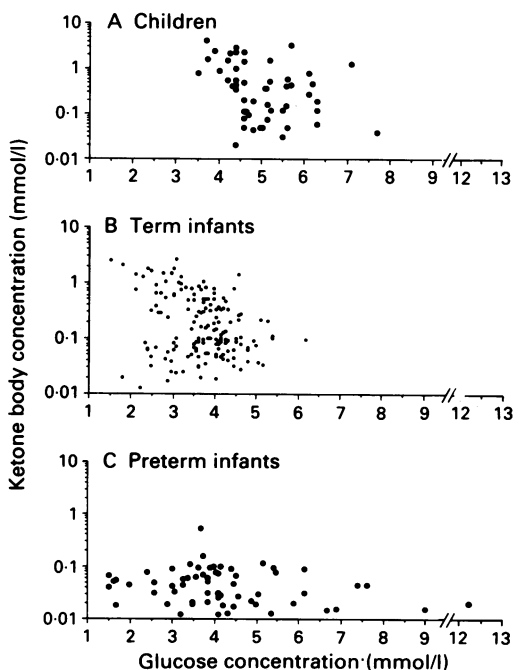 Ketone body concentration (mmol/l)
A Children
10
1
0·1
0·01
1 2 3 4 5 6 7 8 9 12 13
B Term infants
10
1
0·1
0·01
1 2 3 4 5 6 7 8 9 12 13
C Preterm infants
10
1
0·1
0·01
1 2 3 4 5 6 7 8 9 12 13
Glucose concentration (mmol/l)